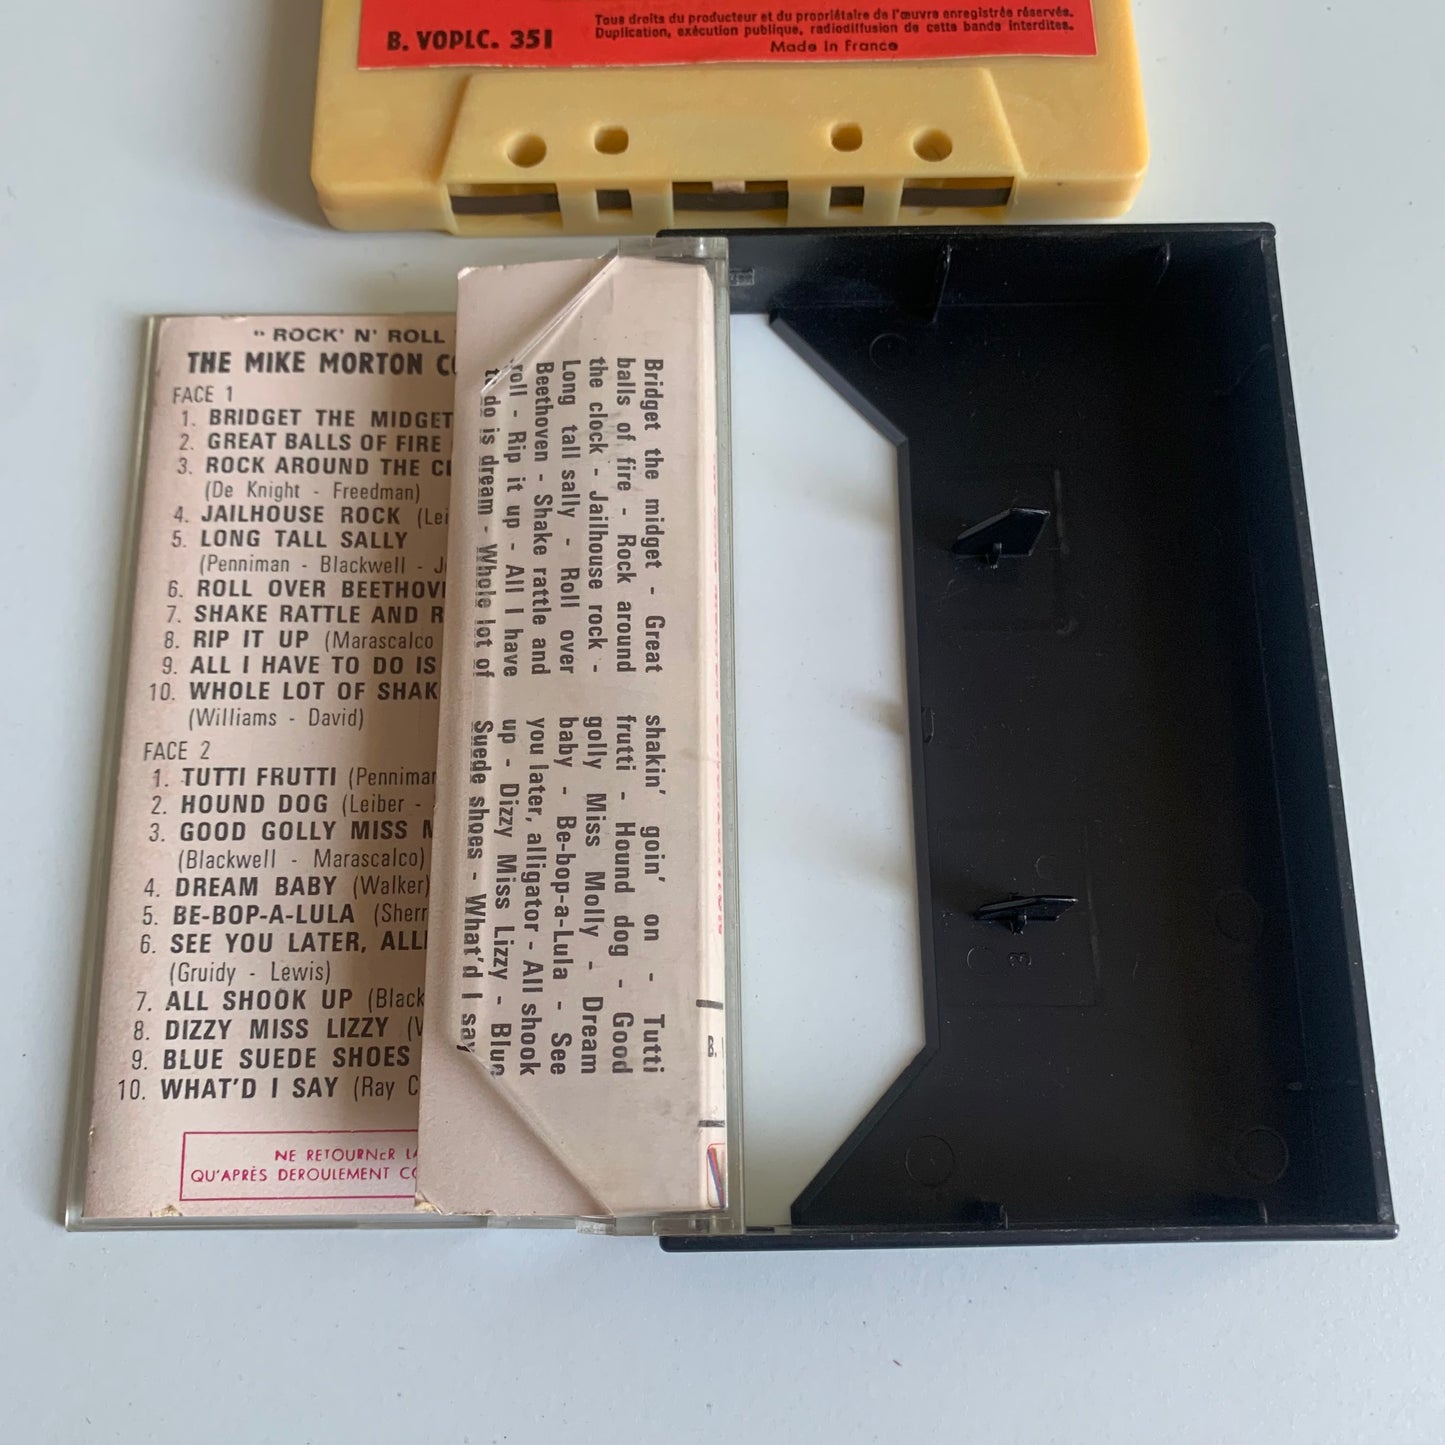 Tous droits du producteur et du propriétaire de l'œuvre enregistrée réservés.
Duplication, exécution publique, radiodiffusion de cette bande interdites.
B. VOPLC. 351
Made in France
" ROCK' N' ROLL
THE MIKE MORTON
FACE 1
1. BRIDGET THE MIDGET
2. GREAT BALLS OF FIRE
3. ROCK AROUND THE
(De Knight - Freedman)
4. JAILHOUSE ROCK
5. LONG TALL SALLY
(Penniman - Blackwell -
6. ROLL OVER
7. SHAKE RATTLE AND
8. RIP IT UP (Marascalco
9. ALL I HAVE TO DO IS
10. WHOLE LOT OF
(Williams - David)
FACE 2
1. TUTTI FRUTTI (Penniman
2. HOUND DOG (Leiber -
3. GOOD GOLLY MISS
(Blackwell - Marascalco)
4. DREAM BABY (Walker)
5. BE-BOP-A-LULA
6. SEE YOU LATER,
(Gruidy - Lewis)
7. ALL SHOOK UP
8. DIZZY MISS LIZZY
9. BLUE SUEDE SHOES
10. WHAT'D I SAY (Ray
NE RETOURNER
QU'APRÈS DEROULEMENT
Bridget the midget - Great
balls of fire - Rock around
the clock - Jailhouse rock -
Long tall sally - Roll over
Beethoven - Shake rattle and
roll - Rip it up - All I have
to do is dream - Whole lot of
shakin' goin' on - Tutti
frutti - Hound dog - Good
golly Miss Molly - Dream
baby - Be-bop-a-Lula - See
you later, alligator - All shook
up - Dizzy Miss Lizzy - Blue
Suede shoes - What'd I say
B.
3